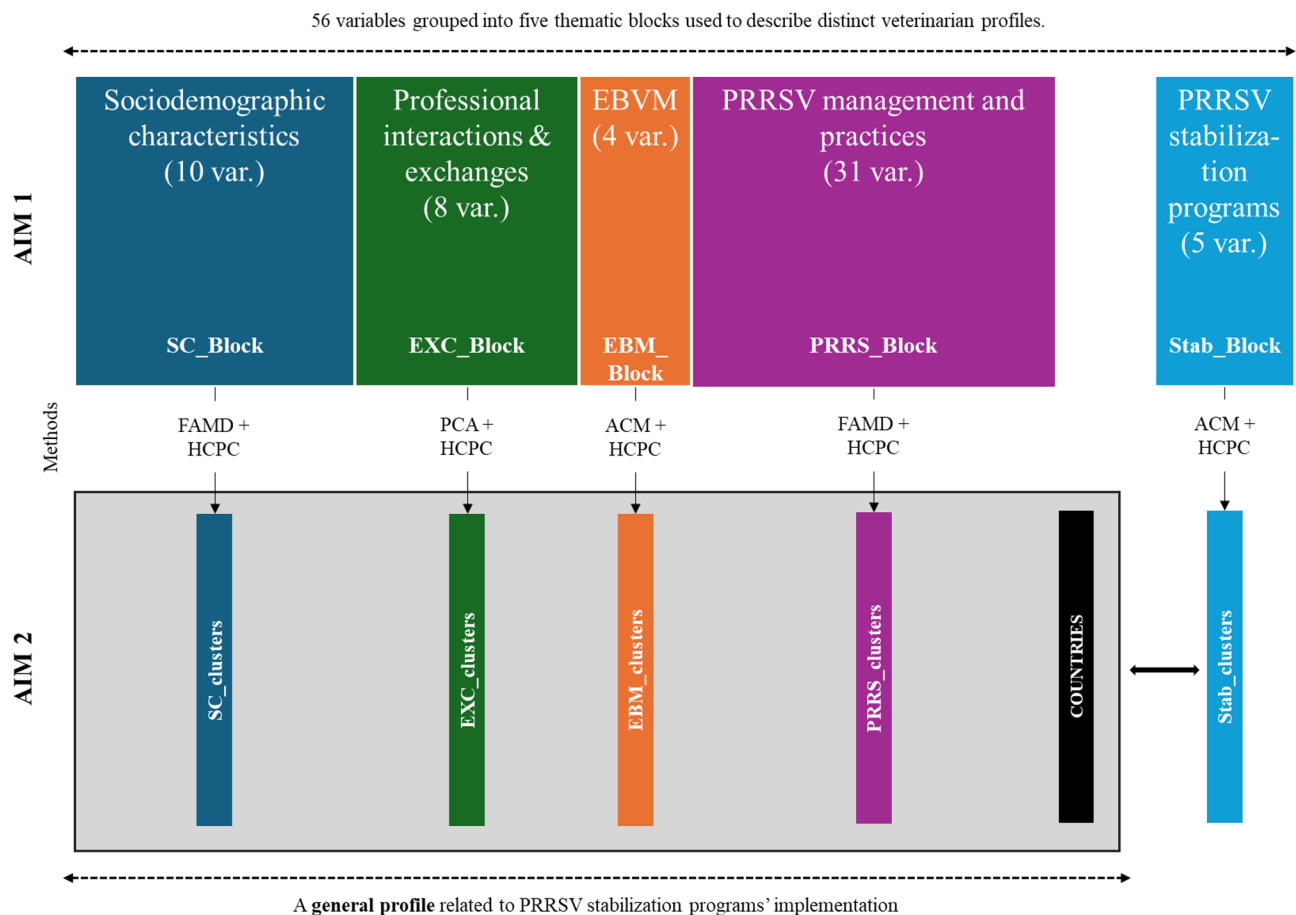 56 variables grouped into five thematic blocks used to describe distinct veterinarian profiles.
AIM 1
Sociodemographic
characteristics
(10 var.)
SC_Block
Professional
interactions &
exchanges
(8 var.)
EXC_Block
EBVM
(4 var.)
EBM_
Block
PRRSV management and
practices
(31 var.)
PRRS_Block
PRRSV
stabiliza-
tion
programs
(5 var.)
Stab_Block
Methods
FAMD +
HCPC
PCA +
HCPC
ACM +
HCPC
FAMD +
HCPC
ACM +
HCPC
AIM 2
SC_clusters
EXC_clusters
EBM_clusters
PRRS_clusters
COUNTRIES
Stab_clusters
A general profile related to PRRSV stabilization programs’ implementation